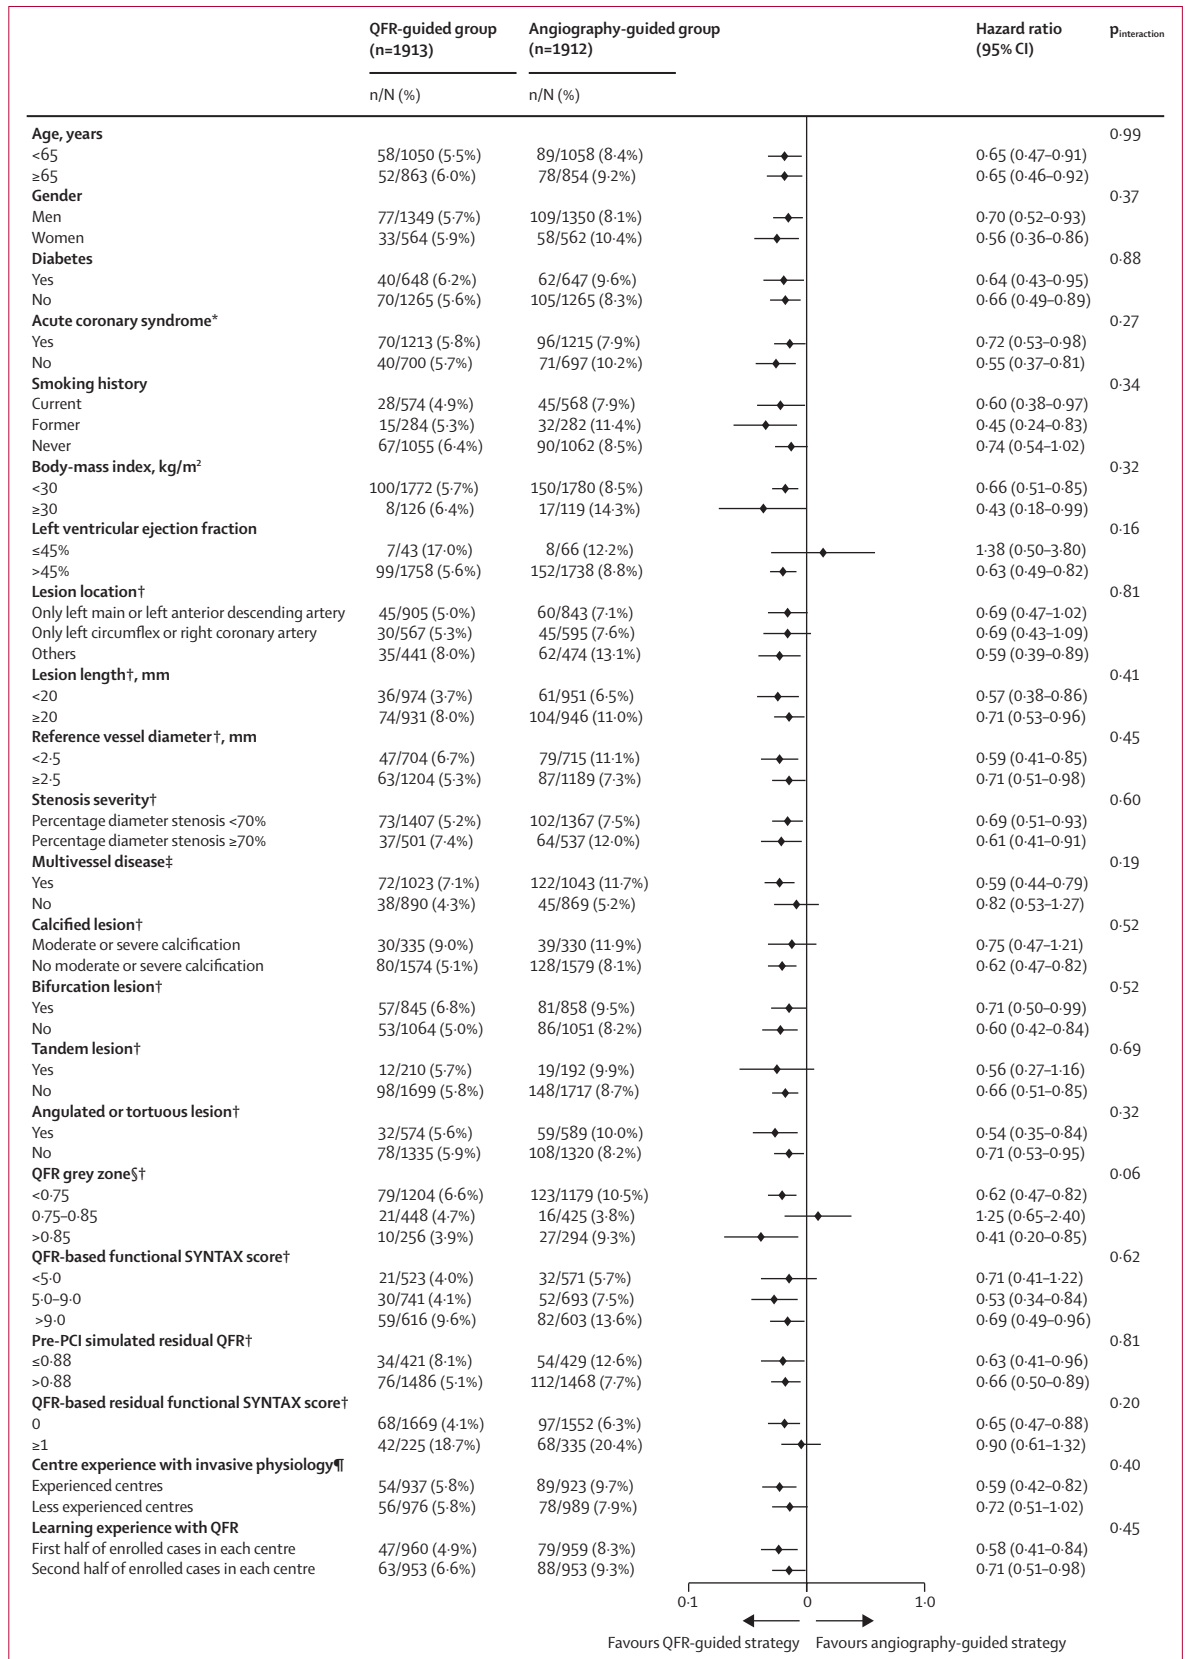 QFR-guided group Angiography-guided group Hazard ratio pinteraction
(n=1913) (n=1912) (95% CI)
n/N (%) n/N (%)
Age, years 0·99
<65 58/1050 (5·5%) 89/1058 (8·4%) 0·65 (0·47–0·91)
≥65 52/863 (6·0%) 78/854 (9·2%) 0·65 (0·46–0·92)
Gender 0·37
Men 77/1349 (5·7%) 109/1350 (8·1%) 0·70 (0·52–0·93)
Women 33/564 (5·9%) 58/562 (10·4%) 0·56 (0·36–0·86)
Diabetes 0·88
Yes 40/648 (6·2%) 62/647 (9·6%) 0·64 (0·43–0·95)
No 70/1265 (5·6%) 105/1265 (8·3%) 0·66 (0·49–0·89)
Acute coronary syndrome* 0·27
Yes 70/1213 (5·8%) 96/1215 (7·9%) 0·72 (0·53–0·98)
No 40/700 (5·7%) 71/697 (10·2%) 0·55 (0·37–0·81)
Smoking history 0·34
Current 28/574 (4·9%) 45/568 (7·9%) 0·60 (0·38–0·97)
Former 15/284 (5·3%) 32/282 (11·4%) 0·45 (0·24–0·83)
Never 67/1055 (6·4%) 90/1062 (8·5%) 0·74 (0·54–1·02)
Body-mass index, kg/m² 0·32
<30 100/1772 (5·7%) 150/1780 (8·5%) 0·66 (0·51–0·85)
≥30 8/126 (6·4%) 17/119 (14·3%) 0·43 (0·18–0·99)
Left ventricular ejection fraction 0·16
≤45% 7/43 (17·0%) 8/66 (12·2%) 1·38 (0·50–3·80)
>45% 99/1758 (5·6%) 152/1738 (8·8%) 0·63 (0·49–0·82)
Lesion location† 0·81
Only left main or left anterior descending artery 45/905 (5·0%) 60/843 (7·1%) 0·69 (0·47–1·02)
Only left circumflex or right coronary artery 30/567 (5·3%) 45/595 (7·6%) 0·69 (0·43–1·09)
Others 35/441 (8·0%) 62/474 (13·1%) 0·59 (0·39–0·89)
Lesion length†, mm 0·41
<20 36/974 (3·7%) 61/951 (6·5%) 0·57 (0·38–0·86)
≥20 74/931 (8·0%) 104/946 (11·0%) 0·71 (0·53–0·96)
Reference vessel diameter†, mm 0·45
<2·5 47/704 (6·7%) 79/715 (11·1%) 0·59 (0·41–0·85)
≥2·5 63/1204 (5·3%) 87/1189 (7·3%) 0·71 (0·51–0·98)
Stenosis severity† 0·60
Percentage diameter stenosis <70% 73/1407 (5·2%) 102/1367 (7·5%) 0·69 (0·51–0·93)
Percentage diameter stenosis ≥70% 37/501 (7·4%) 64/537 (12·0%) 0·61 (0·41–0·91)
Multivessel disease‡ 0·19
Yes 72/1023 (7·1%) 122/1043 (11·7%) 0·59 (0·44–0·79)
No 38/890 (4·3%) 45/869 (5·2%) 0·82 (0·53–1·27)
Calcified lesion† 0·52
Moderate or severe calcification 30/335 (9·0%) 39/330 (11·9%) 0·75 (0·47–1·21)
No moderate or severe calcification 80/1574 (5·1%) 128/1579 (8·1%) 0·62 (0·47–0·82)
Bifurcation lesion† 0·52
Yes 57/845 (6·8%) 81/858 (9·5%) 0·71 (0·50–0·99)
No 53/1064 (5·0%) 86/1051 (8·2%) 0·60 (0·42–0·84)
Tandem lesion† 0·69
Yes 12/210 (5·7%) 19/192 (9·9%) 0·56 (0·27–1·16)
No 98/1699 (5·8%) 148/1717 (8·7%) 0·66 (0·51–0·85)
Angulated or tortuous lesion† 0·32
Yes 32/574 (5·6%) 59/589 (10·0%) 0·54 (0·35–0·84)
No 78/1335 (5·9%) 108/1320 (8·2%) 0·71 (0·53–0·95)
QFR grey zone§† 0·06
<0·75 79/1204 (6·6%) 123/1179 (10·5%) 0·62 (0·47–0·82)
0·75–0·85 21/448 (4·7%) 16/425 (3·8%) 1·25 (0·65–2·40)
>0·85 10/256 (3·9%) 27/294 (9·3%) 0·41 (0·20–0·85)
QFR-based functional SYNTAX score† 0·62
<5·0 21/523 (4·0%) 32/571 (5·7%) 0·71 (0·41–1·22)
5·0–9·0 30/741 (4·1%) 52/693 (7·5%) 0·53 (0·34–0·84)
>9·0 59/616 (9·6%) 82/603 (13·6%) 0·69 (0·49–0·96)
Pre-PCI simulated residual QFR† 0·81
≤0·88 34/421 (8·1%) 54/429 (12·6%) 0·63 (0·41–0·96)
>0·88 76/1486 (5·1%) 112/1468 (7·7%) 0·66 (0·50–0·89)
QFR-based residual functional SYNTAX score† 0·20
0 68/1669 (4·1%) 97/1552 (6·3%) 0·65 (0·47–0·88)
≥1 42/225 (18·7%) 68/335 (20·4%) 0·90 (0·61–1·32)
Centre experience with invasive physiology¶ 0·40
Experienced centres 54/937 (5·8%) 89/923 (9·7%) 0·59 (0·42–0·82)
Less experienced centres 56/976 (5·8%) 78/989 (7·9%) 0·72 (0·51–1·02)
Learning experience with QFR 0·45
First half of enrolled cases in each centre 47/960 (4·9%) 79/959 (8·3%) 0·58 (0·41–0·84)
Second half of enrolled cases in each centre 63/953 (6·6%) 88/953 (9·3%) 0·71 (0·51–0·98)
0·1 0 1·0
Favours QFR-guided strategy Favours angiography-guided strategy